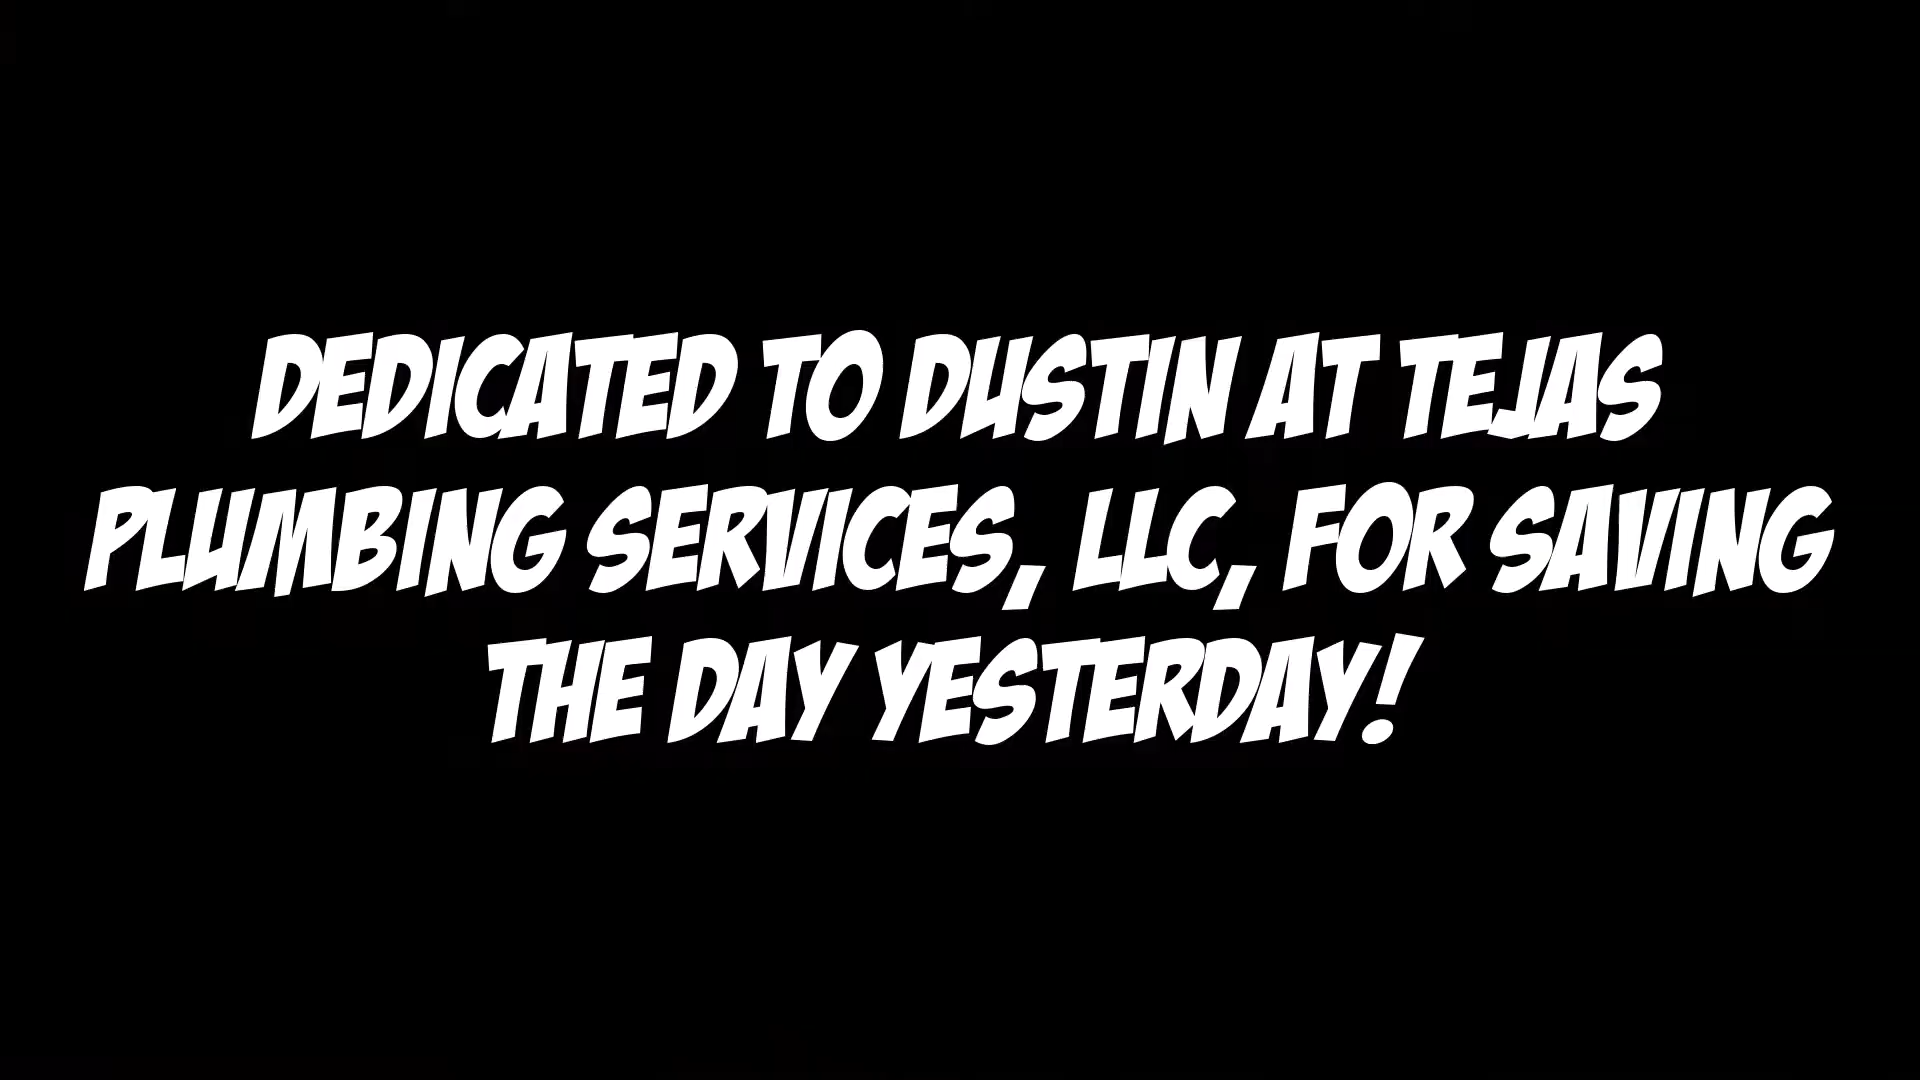 DEDICATED TO DUSTIN AT TEJAS
PLUMBING SERVICES, LLC, FOR SAVING
THE DAY YESTERDAY!